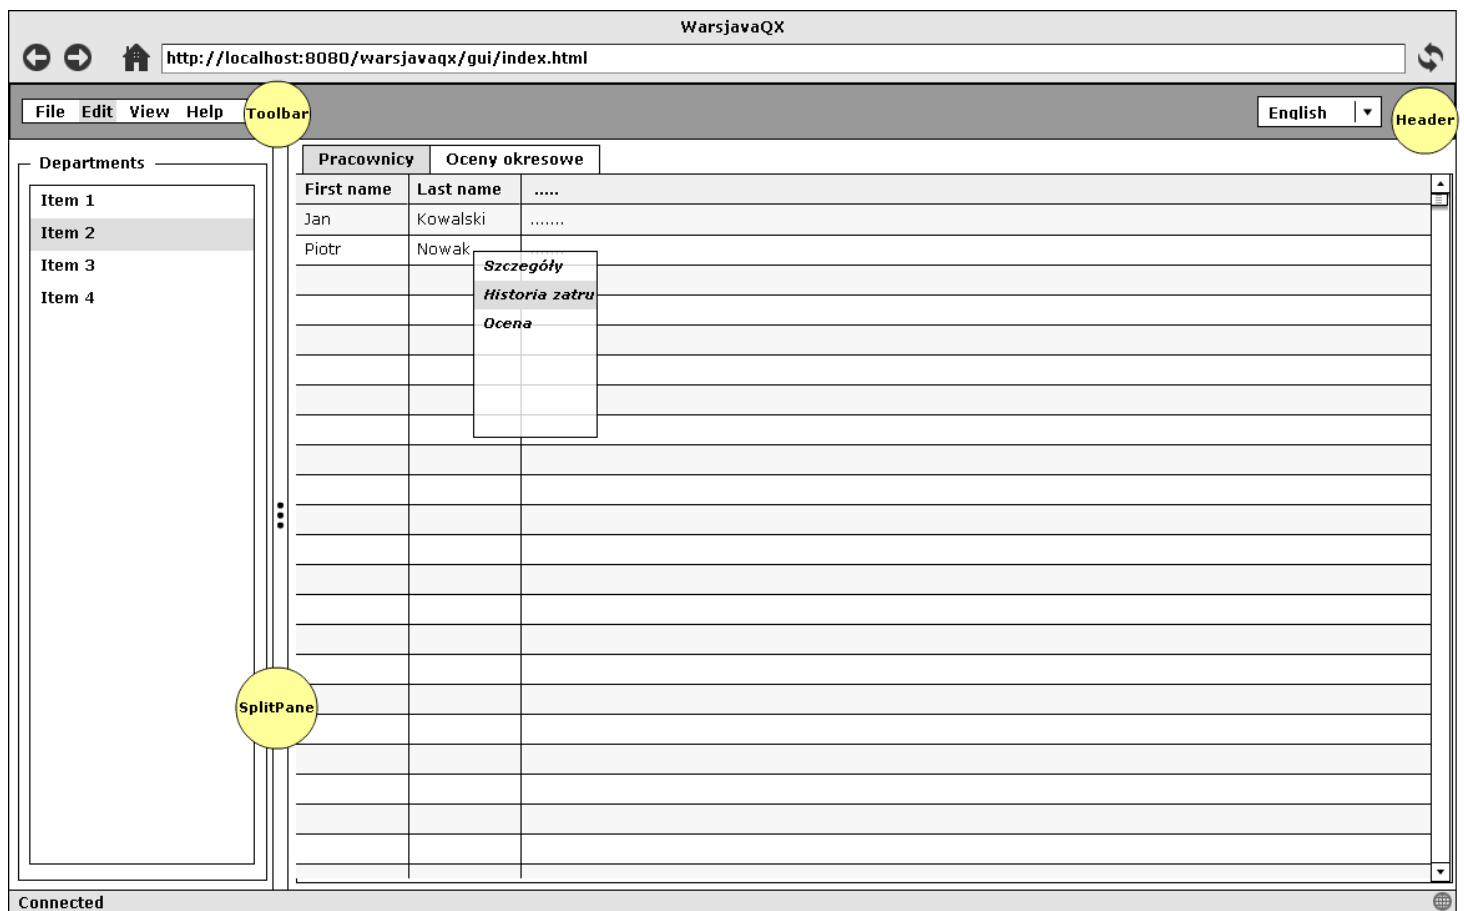 WarsjavaQX
http://localhost:8080/warsjavaqx/gui/index.html
File Edit View Help
Toolbar
English
Header
Departments
Item 1
Item 2
Item 3
Item 4
Pracownicy Oceny okresowe
First name Last name .....
Jan Kowalski .......
Piotr Nowak
Szczegóły
Historia zatru
Ocena
SplitPane
Connected